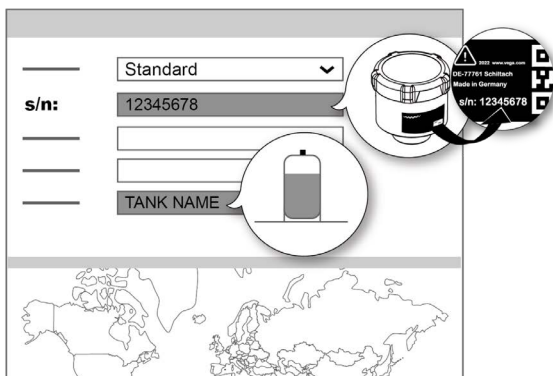 Standard
s/n:
12345678
TANK NAME
2022 www.vega.com
DE-77761 Schiltach
Made in Germany
s/n: 12345678